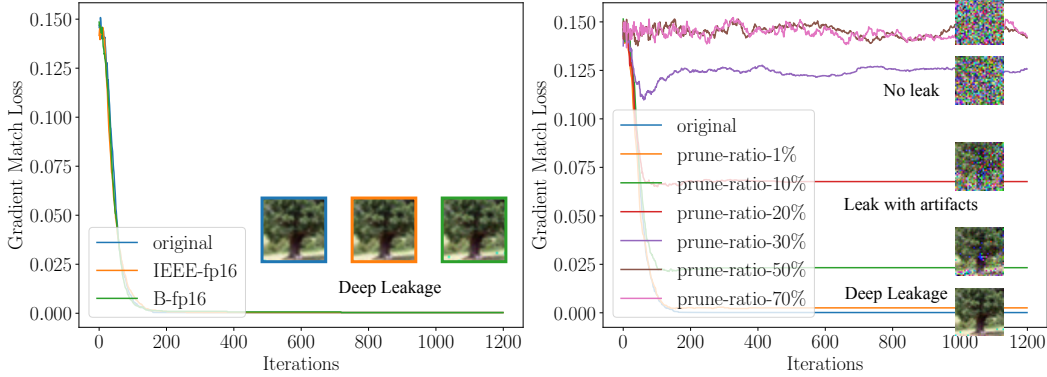 Gradient Match Loss
0.150
0.125
0.100
0.075
0.050
0.025
0.000
original
IEEE-fp16
B-fp16
Deep Leakage
0
200
400
600
800
1000
1200
Iterations
Gradient Match Loss
0.150
0.125
0.100
0.075
0.050
0.025
0.000
original
prune-ratio-1%
prune-ratio-10%
prune-ratio-20%
prune-ratio-30%
prune-ratio-50%
prune-ratio-70%
No leak
Leak with artifacts
Deep Leakage
0
200
400
600
800
1000
1200
Iterations